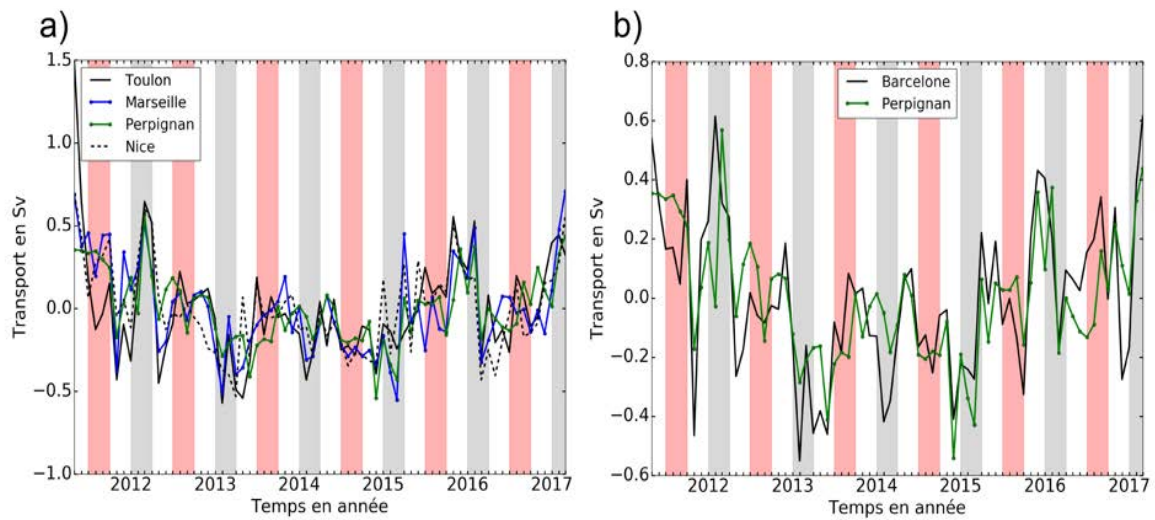 a)
1.5
1.0
0.5
0.0
−0.5
−1.0
Transport en Sv
Toulon
Marseille
Perpignan
Nice
2012 2013 2014 2015 2016 2017
Temps en année
b)
0.8
0.6
0.4
0.2
0.0
−0.2
−0.4
−0.6
Transport en Sv
Barcelone
Perpignan
2012 2013 2014 2015 2016 2017
Temps en année